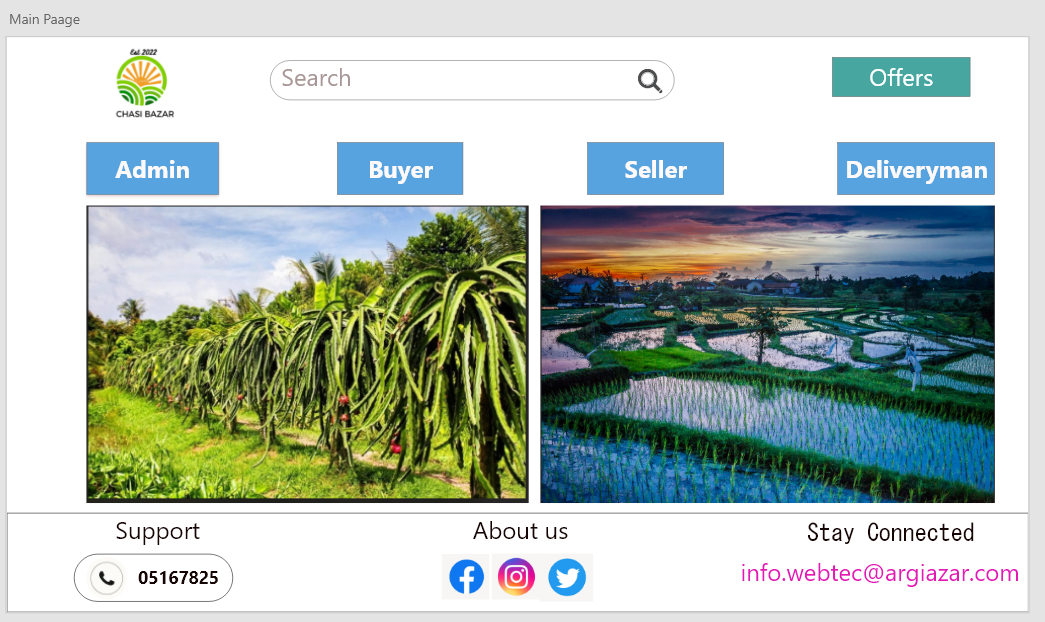 Main Paage
Est. 2022
CHASI BAZAR
Search
Offers
Admin
Buyer
Seller
Deliveryman
Support
About us
Stay Connected
05167825
info.webtec@argiazar.com